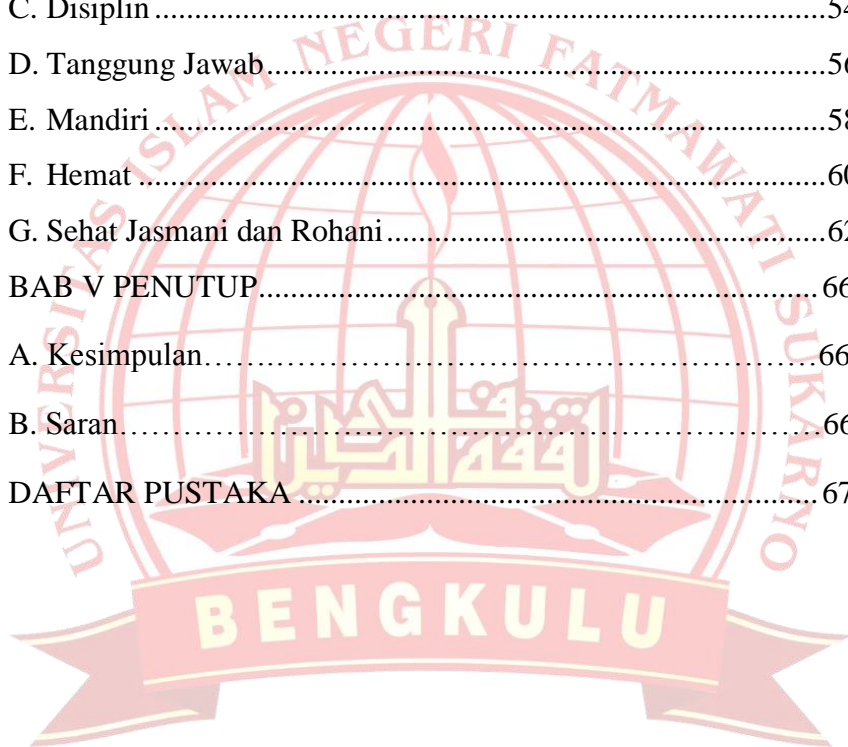 C. Disiplin ........................................................................................54
D. Tanggung Jawab........................................................................56
E. Mandiri .....................................................................................58
F. Hemat .......................................................................................60
G. Sehat Jasmani dan Rohani.........................................................62
BAB V PENUTUP........................................................................ 66
A. Kesimpulan……………………………………………………66
B. Saran……………………………………………………………66
DAFTAR PUSTAKA ................................................................... 67
UNIVERSITAS ISLAM NEGERI FATMAWATI SUKARNO
BENGKULU